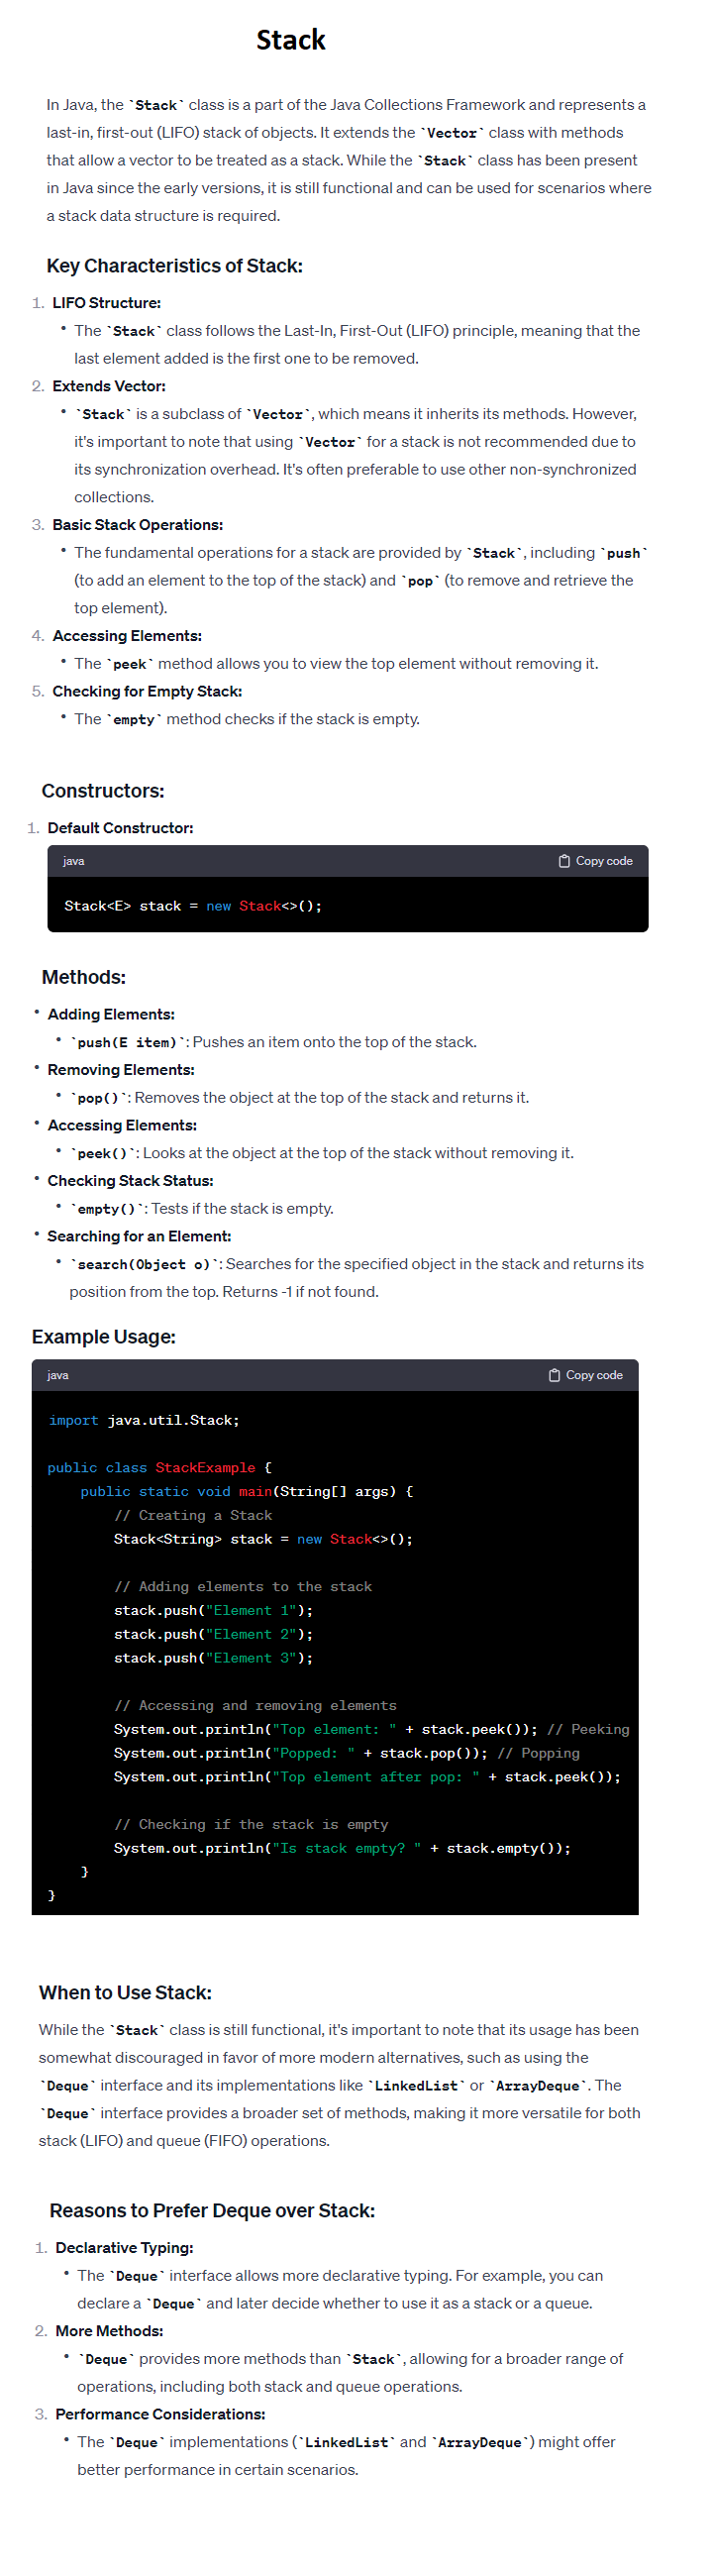 Stack
In Java, the `Stack` class is a part of the Java Collections Framework and represents a
last-in, first-out (LIFO) stack of objects. It extends the `Vector` class with methods
that allow a vector to be treated as a stack. While the `Stack` class has been present
in Java since the early versions, it is still functional and can be used for scenarios where
a stack data structure is required.
Key Characteristics of Stack:
1. LIFO Structure:
• The `Stack` class follows the Last-In, First-Out (LIFO) principle, meaning that the
last element added is the first one to be removed.
2. Extends Vector:
• `Stack` is a subclass of `Vector`, which means it inherits its methods. However,
it's important to note that using `Vector` for a stack is not recommended due to
its synchronization overhead. It's often preferable to use other non-synchronized
collections.
3. Basic Stack Operations:
• The fundamental operations for a stack are provided by `Stack`, including `push`
(to add an element to the top of the stack) and `pop` (to remove and retrieve the
top element).
4. Accessing Elements:
• The `peek` method allows you to view the top element without removing it.
5. Checking for Empty Stack:
• The `empty` method checks if the stack is empty.
Constructors:
1. Default Constructor:
java Copy code
Stack<E> stack = new Stack<>();
Methods:
• Adding Elements:
• `push(E item)`: Pushes an item onto the top of the stack.
• Removing Elements:
• `pop()`: Removes the object at the top of the stack and returns it.
• Accessing Elements:
• `peek()`: Looks at the object at the top of the stack without removing it.
• Checking Stack Status:
• `empty()`: Tests if the stack is empty.
• Searching for an Element:
• `search(Object o)`: Searches for the specified object in the stack and returns its
position from the top. Returns -1 if not found.
Example Usage:
java Copy code
import java.util.Stack;
public class StackExample {
public static void main(String[] args) {
// Creating a Stack
Stack<String> stack = new Stack<>();
// Adding elements to the stack
stack.push("Element 1");
stack.push("Element 2");
stack.push("Element 3");
// Accessing and removing elements
System.out.println("Top element: " + stack.peek()); // Peeking
System.out.println("Popped: " + stack.pop()); // Popping
System.out.println("Top element after pop: " + stack.peek());
// Checking if the stack is empty
System.out.println("Is stack empty? " + stack.empty());
}
}
When to Use Stack:
While the `Stack` class is still functional, it's important to note that its usage has been
somewhat discouraged in favor of more modern alternatives, such as using the
`Deque` interface and its implementations like `LinkedList` or `ArrayDeque`. The
`Deque` interface provides a broader set of methods, making it more versatile for both
stack (LIFO) and queue (FIFO) operations.
Reasons to Prefer Deque over Stack:
1. Declarative Typing:
• The `Deque` interface allows more declarative typing. For example, you can
declare a `Deque` and later decide whether to use it as a stack or a queue.
2. More Methods:
• `Deque` provides more methods than `Stack`, allowing for a broader range of
operations, including both stack and queue operations.
3. Performance Considerations:
• The `Deque` implementations (`LinkedList` and `ArrayDeque`) might offer
better performance in certain scenarios.